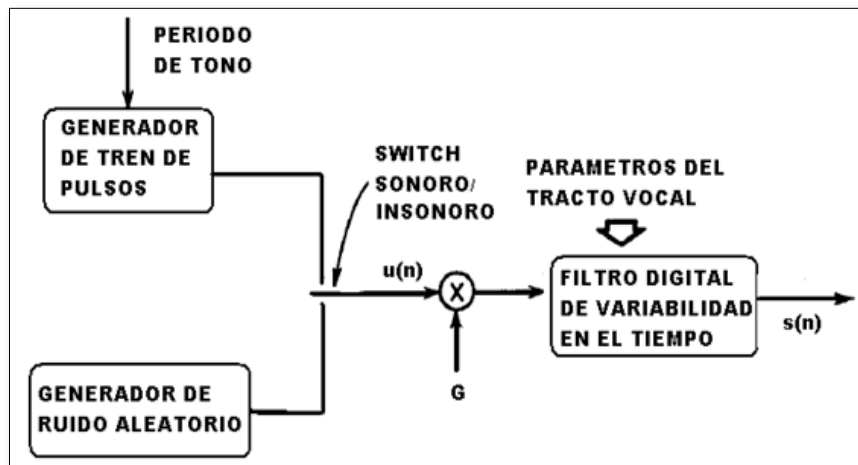 PERIODO
DE TONO
GENERADOR
DE TREN DE
PULSOS
SWITCH
SONORO/
INSONORO
PARAMETROS DEL
TRACTO VOCAL
u(n)
X
G
FILTRO DIGITAL
DE VARIABILIDAD
EN EL TIEMPO
s(n)
GENERADOR DE
RUIDO ALEATORIO